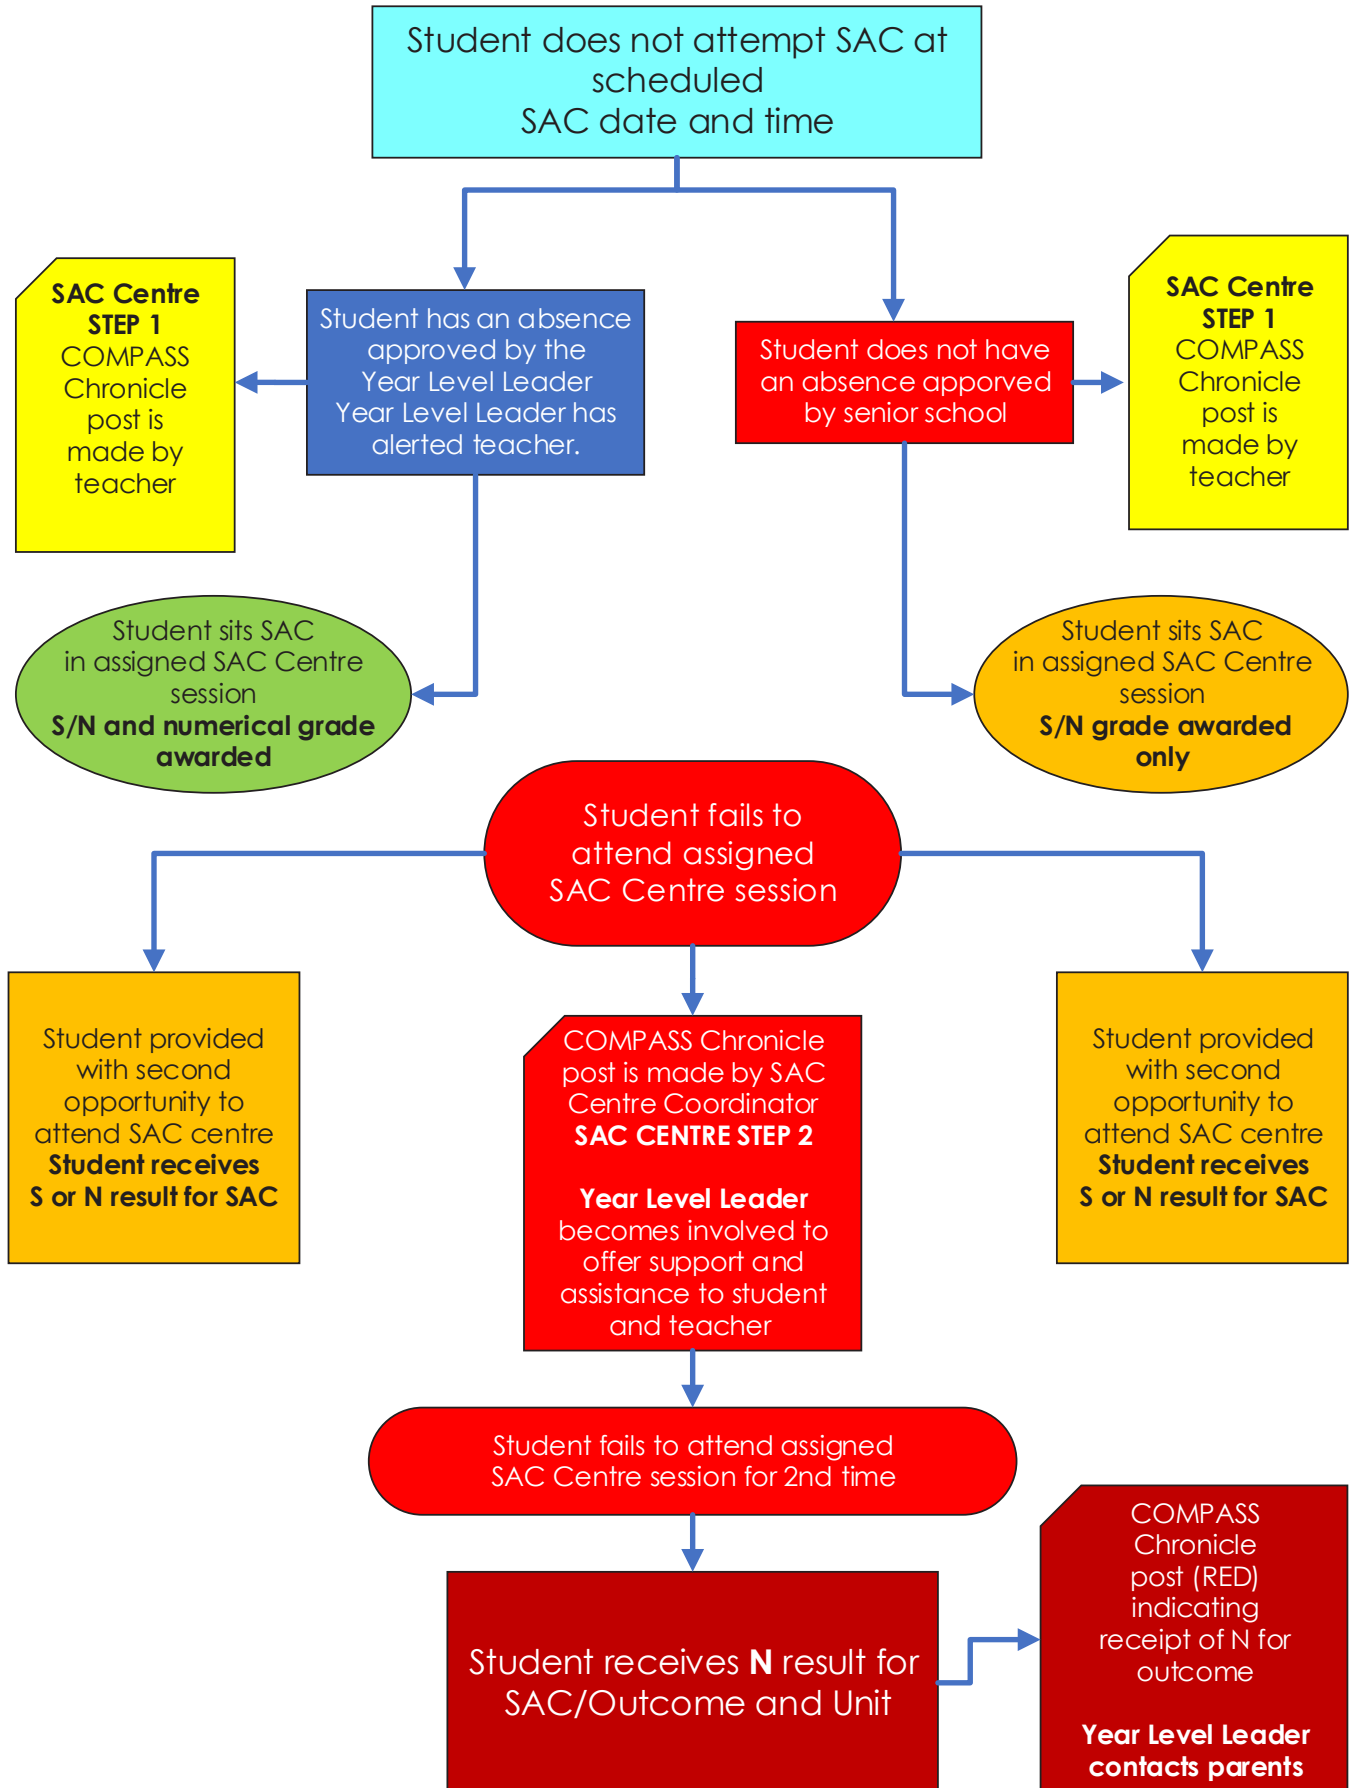 Student does not attempt SAC at
scheduled
SAC date and time
SAC Centre
STEP 1
COMPASS
Chronicle
post is
made by
teacher
Student has an absence
approved by the
Year Level Leader
Year Level Leader has
alerted teacher.
Student does not have
an absence apporved
by senior school
SAC Centre
STEP 1
COMPASS
Chronicle
post is
made by
teacher
Student sits SAC
in assigned SAC Centre
session
S/N and numerical grade
awarded
Student sits SAC
in assigned SAC Centre
session
S/N grade awarded
only
Student fails to
attend assigned
SAC Centre session
Student provided
with second
opportunity to
attend SAC centre
Student receives
S or N result for SAC
COMPASS Chronicle
post is made by SAC
Centre Coordinator
SAC CENTRE STEP 2
Year Level Leader
becomes involved to
offer support and
assistance to student
and teacher
Student provided
with second
opportunity to
attend SAC centre
Student receives
S or N result for SAC
Student fails to attend assigned
SAC Centre session for 2nd time
Student receives N result for
SAC/Outcome and Unit
COMPASS
Chronicle
post (RED)
indicating
receipt of N for
outcome
Year Level Leader
contacts parents